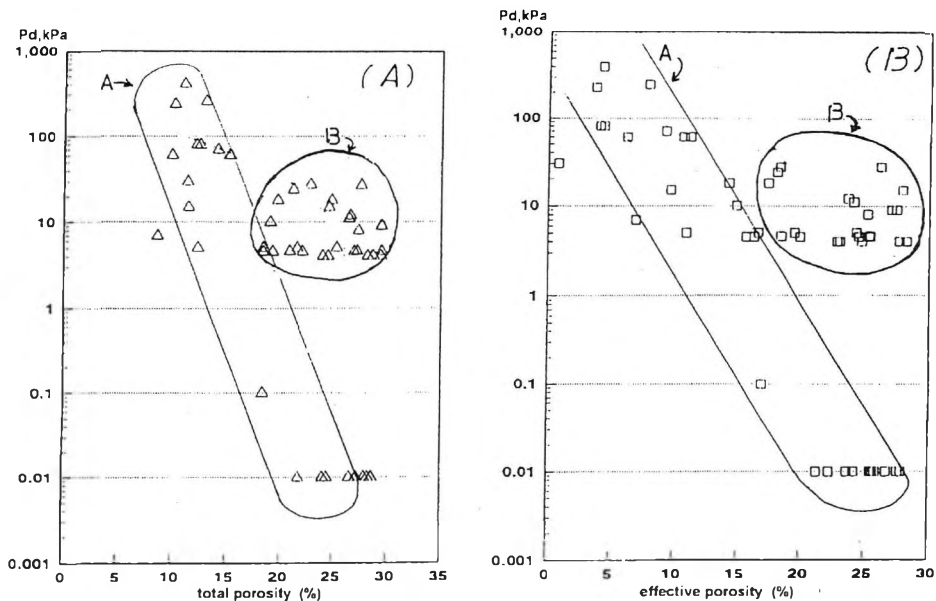 Pd,kPa
1,000
100
10
1
0.1
0.01
0.001
0 5 10 15 20 25 30 35
total porosity (%)
(A)
A
B
Pd,kPa
1,000
100
10
1
0.1
0.01
0.001
0 5 10 15 20 25 30
effective porosity (%)
(B)
A
B